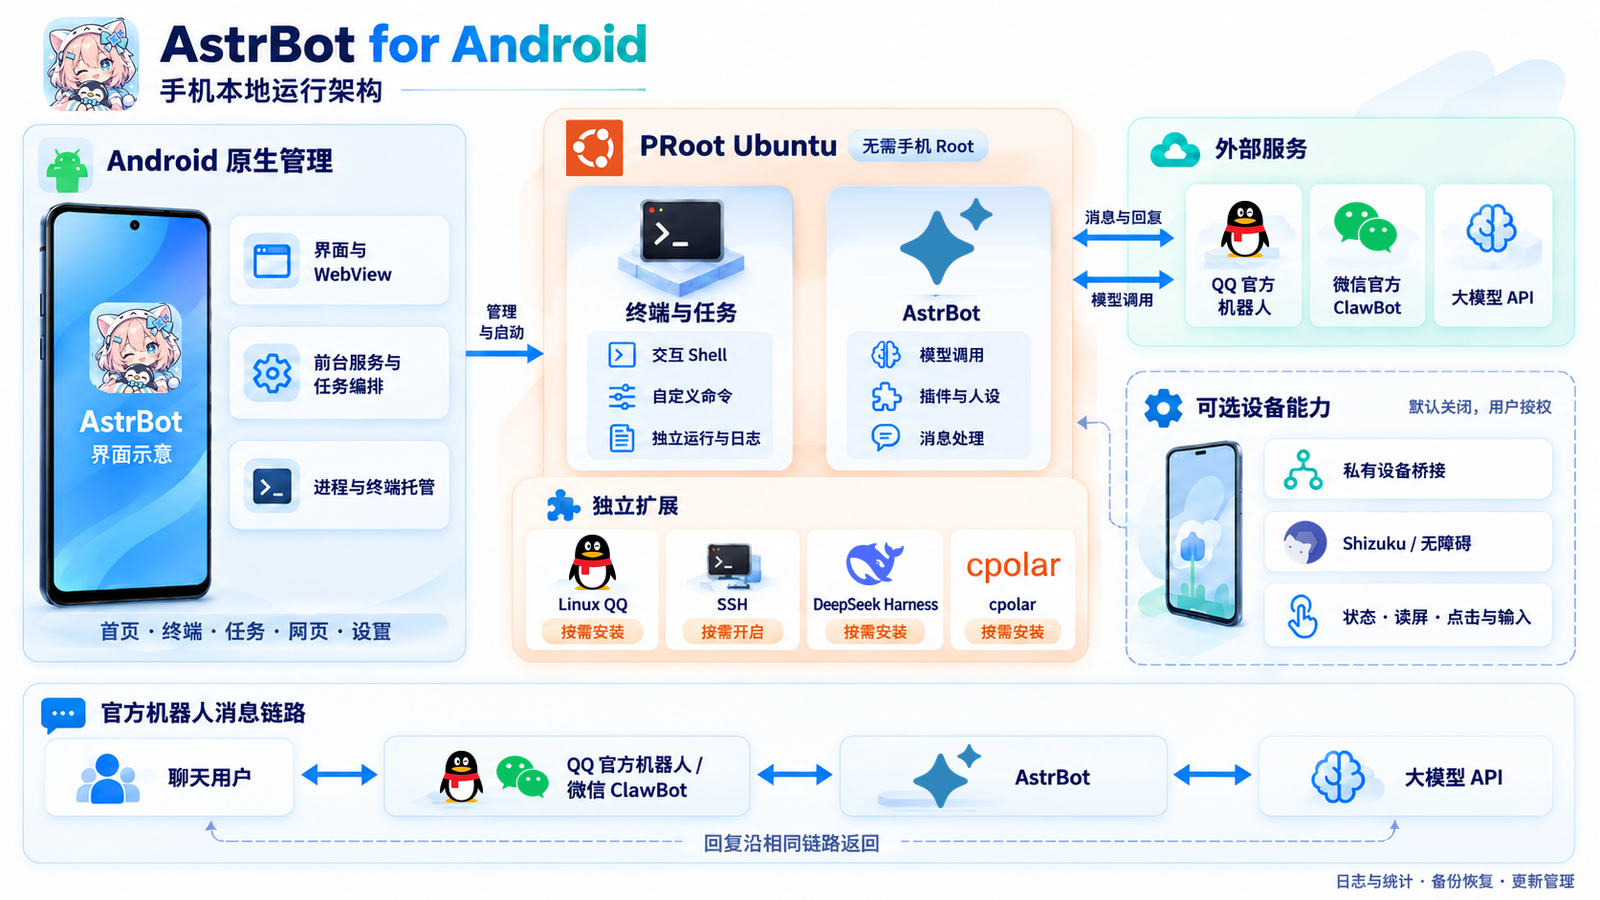 AstrBot for Android
手机本地运行架构
Android 原生管理
AstrBot
界面示意
界面与
WebView
前台服务与
任务编排
进程与终端托管
首页 · 终端 · 任务 · 网页 · 设置
管理
与启动
PRoot Ubuntu
无需手机 Root
终端与任务
交互 Shell
自定义命令
独立运行与日志
AstrBot
模型调用
插件与人设
消息处理
独立扩展
Linux QQ
按需安装
SSH
按需开启
DeepSeek Harness
按需安装
cpolar
cpolar
按需安装
消息与回复
模型调用
外部服务
QQ 官方
机器人
微信官方
ClawBot
大模型 API
可选设备能力
默认关闭，用户授权
私有设备桥接
Shizuku / 无障碍
状态 · 读屏 · 点击与输入
官方机器人消息链路
聊天用户
QQ 官方机器人 /
微信 ClawBot
AstrBot
大模型 API
回复沿相同链路返回
日志与统计 · 备份恢复 · 更新管理